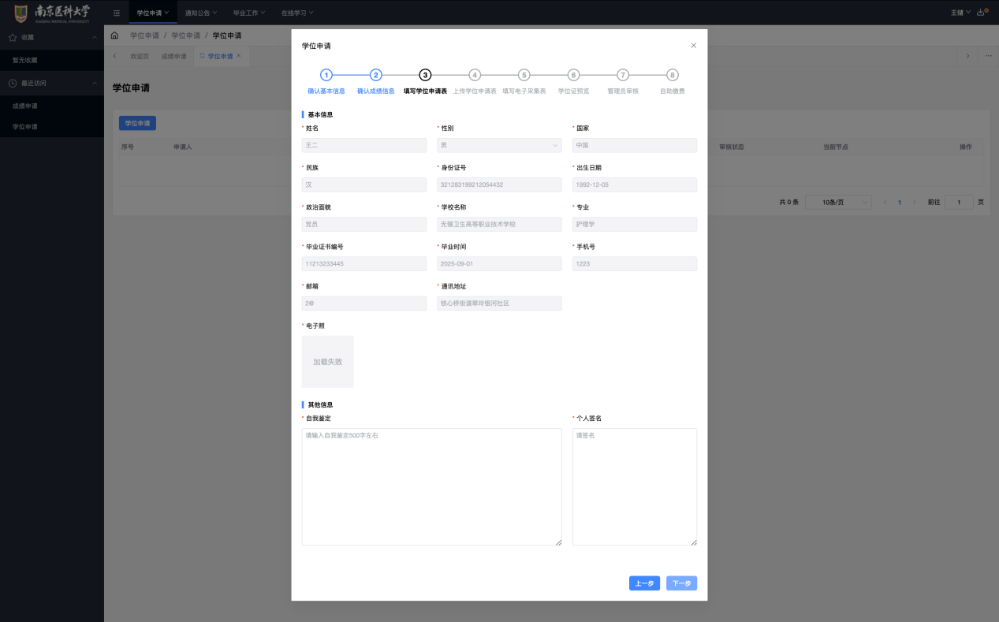 南京医科大学
NANJING MEDICAL UNIVERSITY
学位申请 通知公告 毕业工作 在线学习
王储
收藏
暂无收藏
最近访问
成绩申请
学位申请
学位申请 / 学位申请 / 学位申请
欢迎页 成绩申请 学位申请
学位申请
学位申请
序号 申请人 审核状态 当前节点 操作
共 0 条 10条/页 1 前往 1 页
学位申请
1 2 3 4 5 6 7 8
确认基本信息 确认成绩信息 填写学位申请表 上传学位申请表 填写电子采集表 学位证预览 管理员审核 自助缴费
基本信息
* 姓名 * 性别 * 国家
王二 男 中国
* 民族 * 身份证号 * 出生日期
汉 321283199212054432 1992-12-05
* 政治面貌 * 学校名称 * 专业
党员 无锡卫生高等职业技术学校 护理学
* 毕业证书编号 * 毕业时间 * 手机号
11213233445 2025-09-01 1223
* 邮箱 * 通讯地址
2@ 铁心桥街道翠岭银河社区
* 电子照
加载失败
其他信息
* 自我鉴定 * 个人签名
请输入自我鉴定500字左右 请签名
上一步 下一步